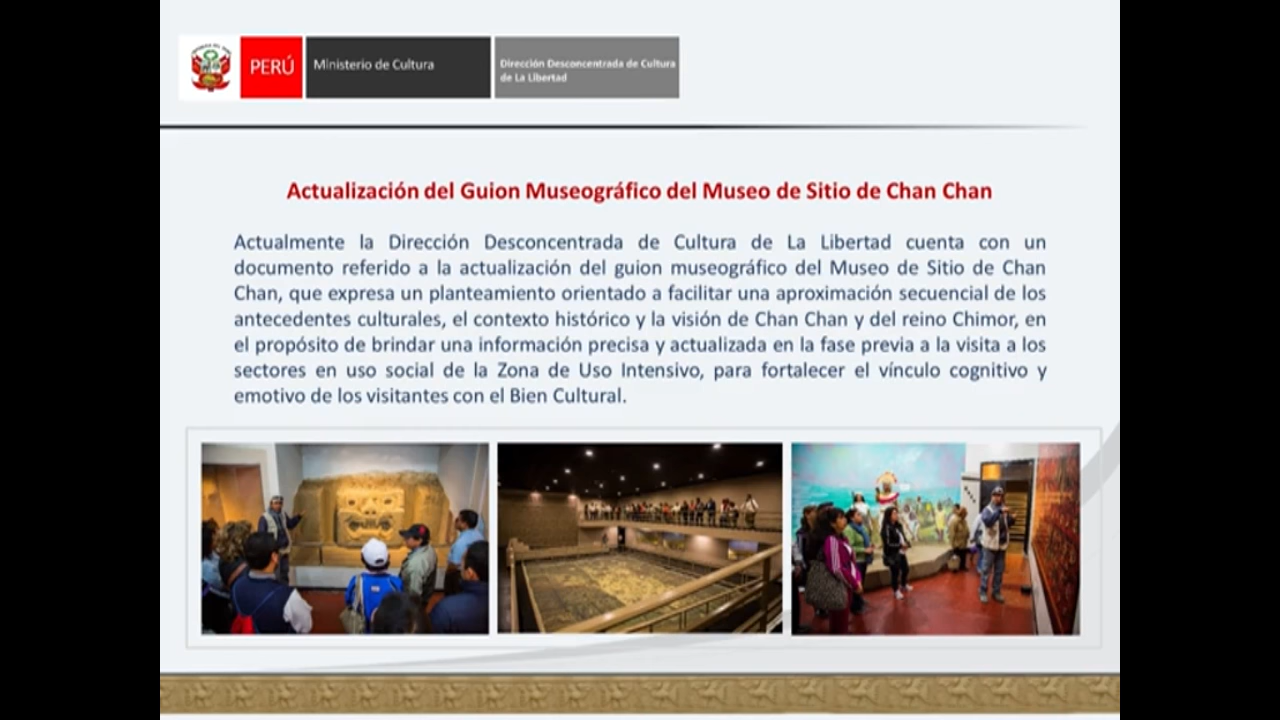 PERÚ
Ministerio de Cultura
Dirección Desconcentrada de Cultura
de La Libertad
Actualización del Guion Museográfico del Museo de Sitio de Chan Chan
Actualmente la Dirección Desconcentrada de Cultura de La Libertad cuenta con un
documento referido a la actualización del guion museográfico del Museo de Sitio de Chan
Chan, que expresa un planteamiento orientado a facilitar una aproximación secuencial de los
antecedentes culturales, el contexto histórico y la visión de Chan Chan y del reino Chimor, en
el propósito de brindar una información precisa y actualizada en la fase previa a la visita a los
sectores en uso social de la Zona de Uso Intensivo, para fortalecer el vínculo cognitivo y
emotivo de los visitantes con el Bien Cultural.